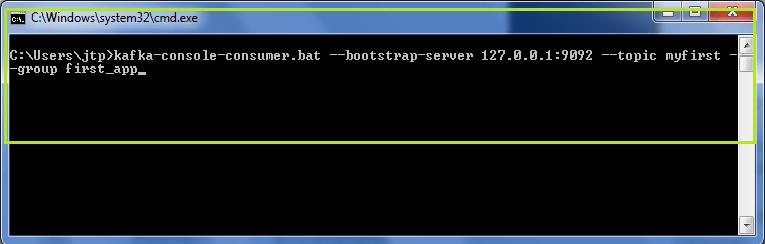 C:\Windows\system32\cmd.exe
C:\Users\jtp>kafka-console-consumer.bat --bootstrap-server 127.0.0.1:9092 --topic myfirst -
-group first_app_